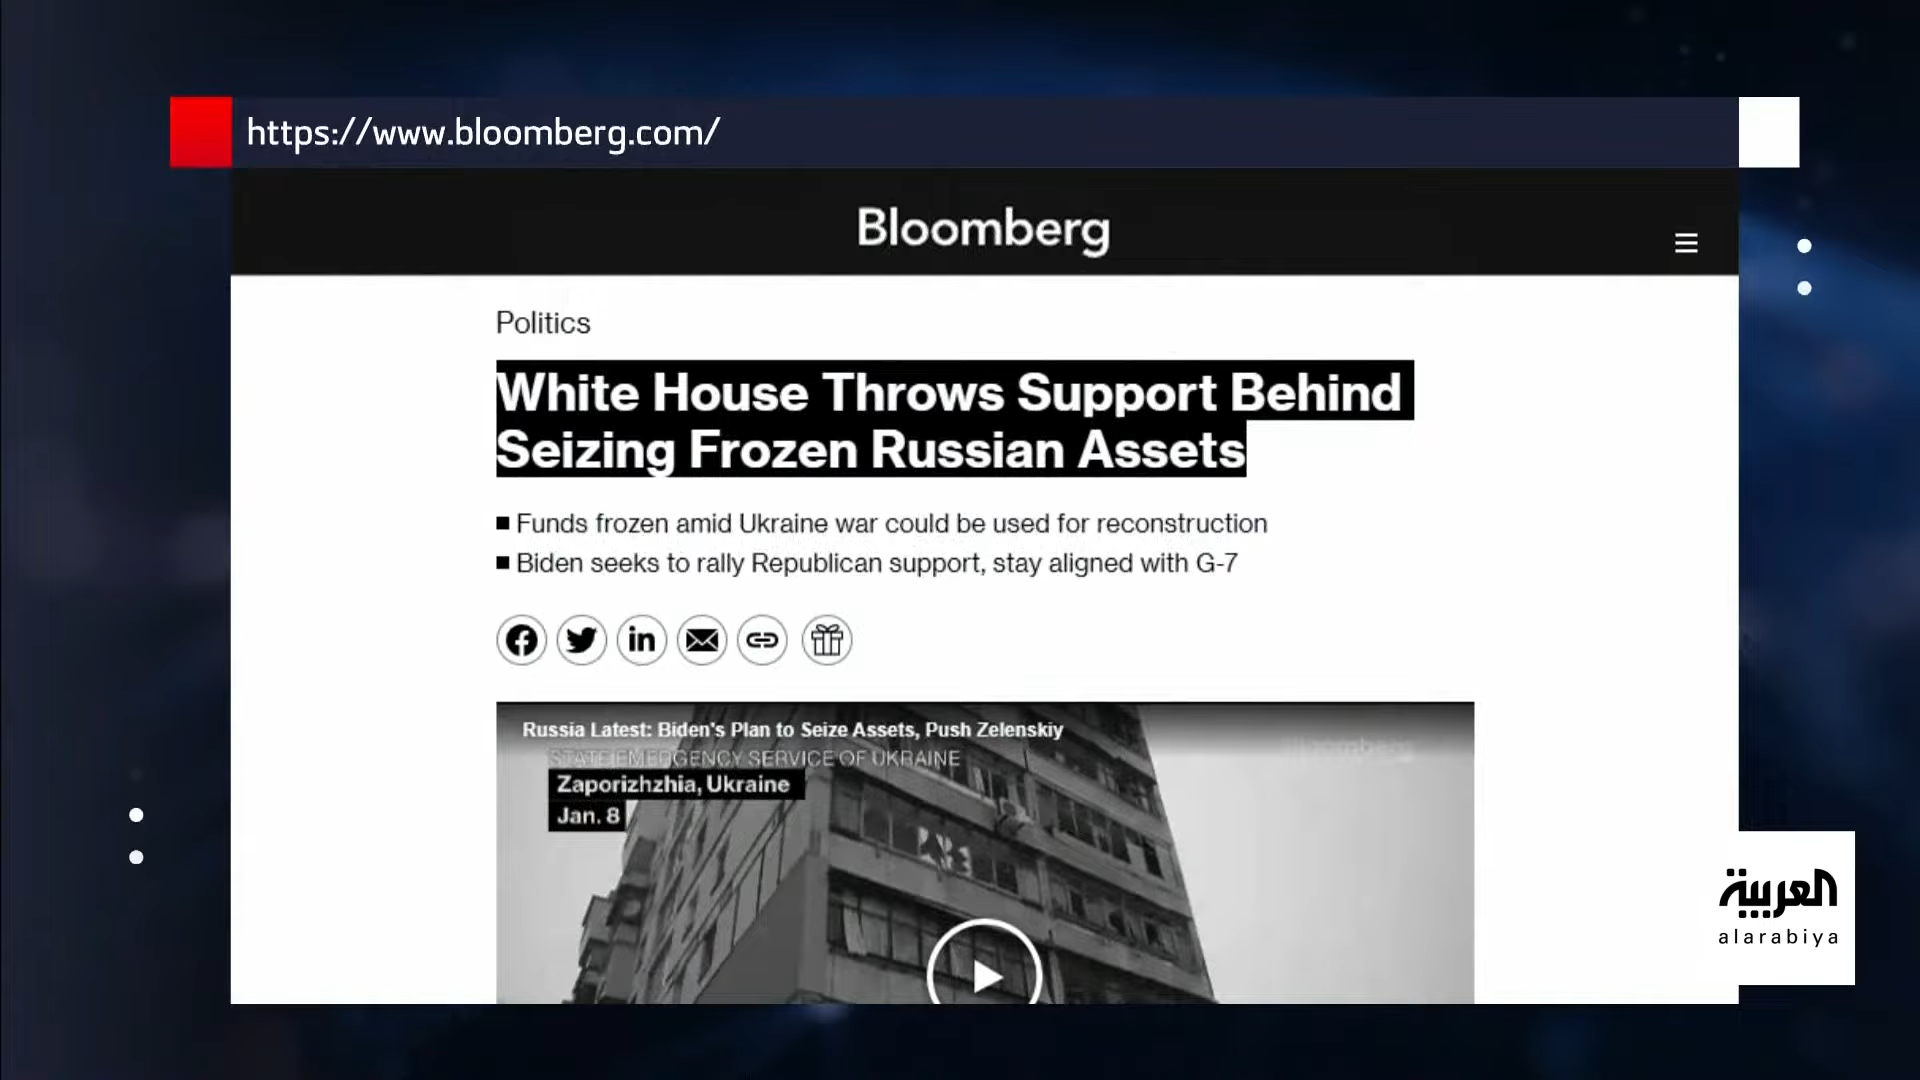 https://www.bloomberg.com/
Bloomberg
Politics
White House Throws Support Behind
Seizing Frozen Russian Assets
Funds frozen amid Ukraine war could be used for reconstruction
Biden seeks to rally Republican support, stay aligned with G-7
Russia Latest: Biden's Plan to Seize Assets, Push Zelenskiy
STATE EMERGENCY SERVICE OF UKRAINE
Bloomberg
Zaporizhzhia, Ukraine
Jan. 8
العربية
alarabiya